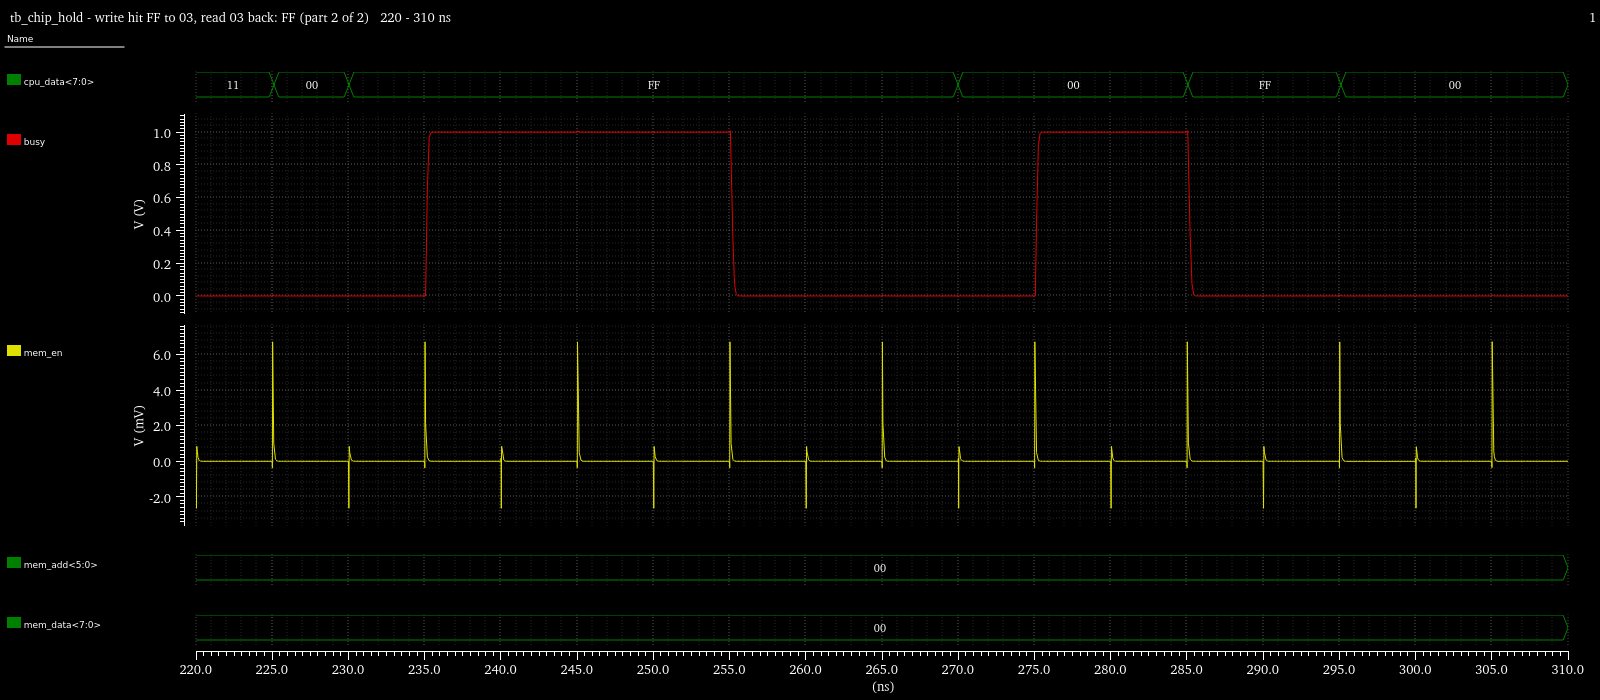 tb_chip_hold - write hit FF to 03, read 03 back: FF (part 2 of 2)   220 - 310 ns
1
Name
cpu_data<7:0>
11 00 FF 00 FF 00
busy
V (V)
1.0
0.8
0.6
0.4
0.2
0.0
mem_en
V (mV)
6.0
4.0
2.0
0.0
-2.0
mem_add<5:0>
00
mem_data<7:0>
00
220.0 225.0 230.0 235.0 240.0 245.0 250.0 255.0 260.0 265.0 270.0 275.0 280.0 285.0 290.0 295.0 300.0 305.0 310.0
(ns)